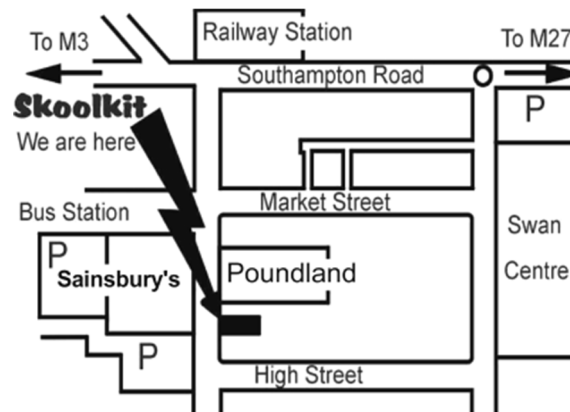 Railway Station
To M3
To M27
Southampton Road
Skoolkit
We are here
P
Market Street
Bus Station
Swan
Centre
P
Sainsbury's
Poundland
P
High Street